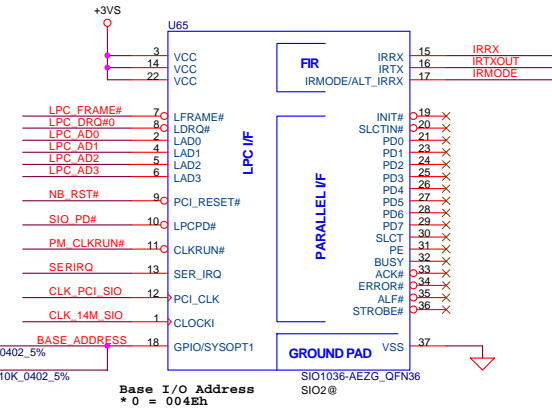 +3VS
U65
3 VCC
14 VCC
22 VCC
FIR
IRRX 15 IRRX
IRTX 16 IRTXOUT
IRMODE/ALT_IRRX 17 IRMODE
LPC_FRAME# 7 LFRAME#
LPC_DRQ#0 8 LDRQ#
LPC_AD0 2 LAD0
LPC_AD1 4 LAD1
LPC_AD2 5 LAD2
LPC_AD3 6 LAD3
NB_RST# 9 PCI_RESET#
SIO_PD# 10 LPCPD#
PM_CLKRUN# 11 CLKRUN#
SERIRQ 13 SER_IRQ
CLK_PCI_SIO 12 PCI_CLK
CLK_14M_SIO 1 CLOCKI
BASE_ADDRESS 18 GPIO/SYSOPT1
LPC I/F
PARALLEL I/F
INIT# 19
SLCTIN# 20
PD0 21
PD1 23
PD2 24
PD3 25
PD4 26
PD5 27
PD6 28
PD7 29
SLCT 30
PE 31
BUSY 32
ACK# 33
ERROR# 34
ALF# 35
STROBE# 36
GROUND PAD
VSS 37
0402_5%
10K_0402_5%
SIO1036-AEZG_QFN36
SIO2@
Base I/O Address
* 0 = 004Eh